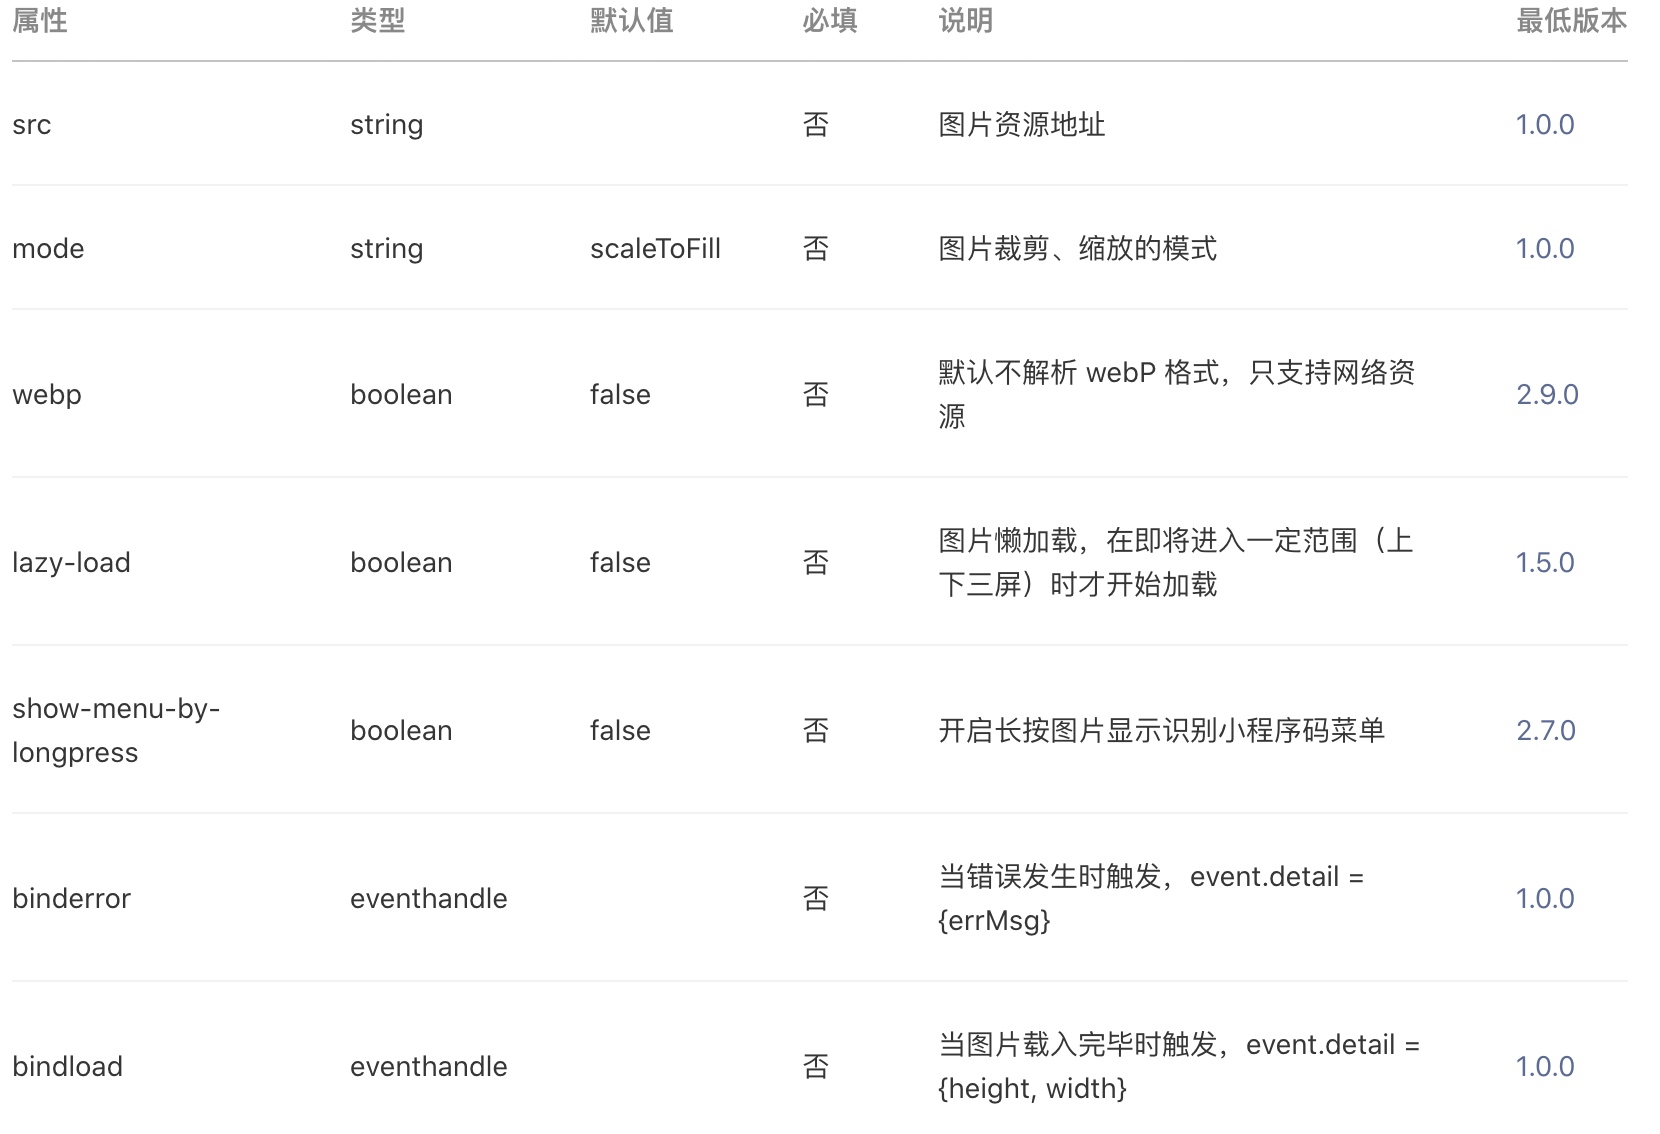 属性 类型 默认值 必填 说明 最低版本
src string 否 图片资源地址 1.0.0
mode string scaleToFill 否 图片裁剪、缩放的模式 1.0.0
webp boolean false 否 默认不解析 webP 格式，只支持网络资
源 2.9.0
lazy-load boolean false 否 图片懒加载，在即将进入一定范围（上
下三屏）时才开始加载 1.5.0
show-menu-by-
longpress boolean false 否 开启长按图片显示识别小程序码菜单 2.7.0
binderror eventhandle 否 当错误发生时触发，event.detail =
{errMsg} 1.0.0
bindload eventhandle 否 当图片载入完毕时触发，event.detail =
{height, width} 1.0.0